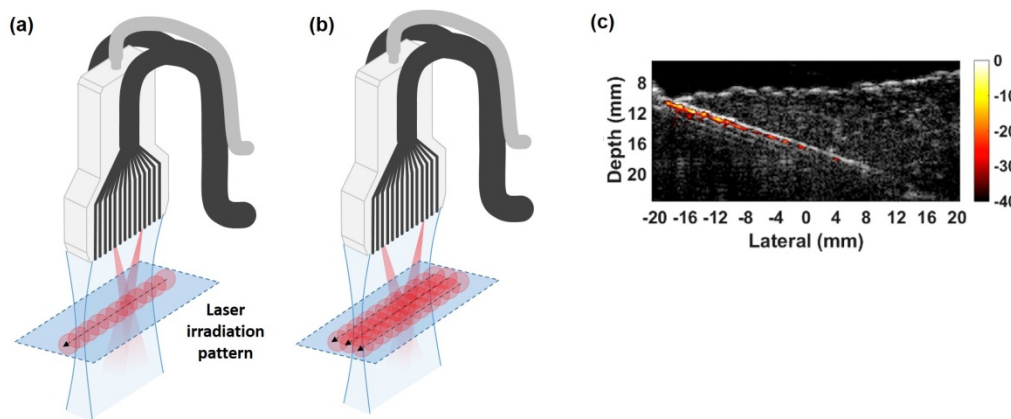 (a)
(b)
(c)
Laser
irradiation
pattern
Depth (mm)
8
12
16
20
-20 -16 -12 -8 -4 0 4 8 12 16 20
Lateral (mm)
0
-10
-20
-30
-40